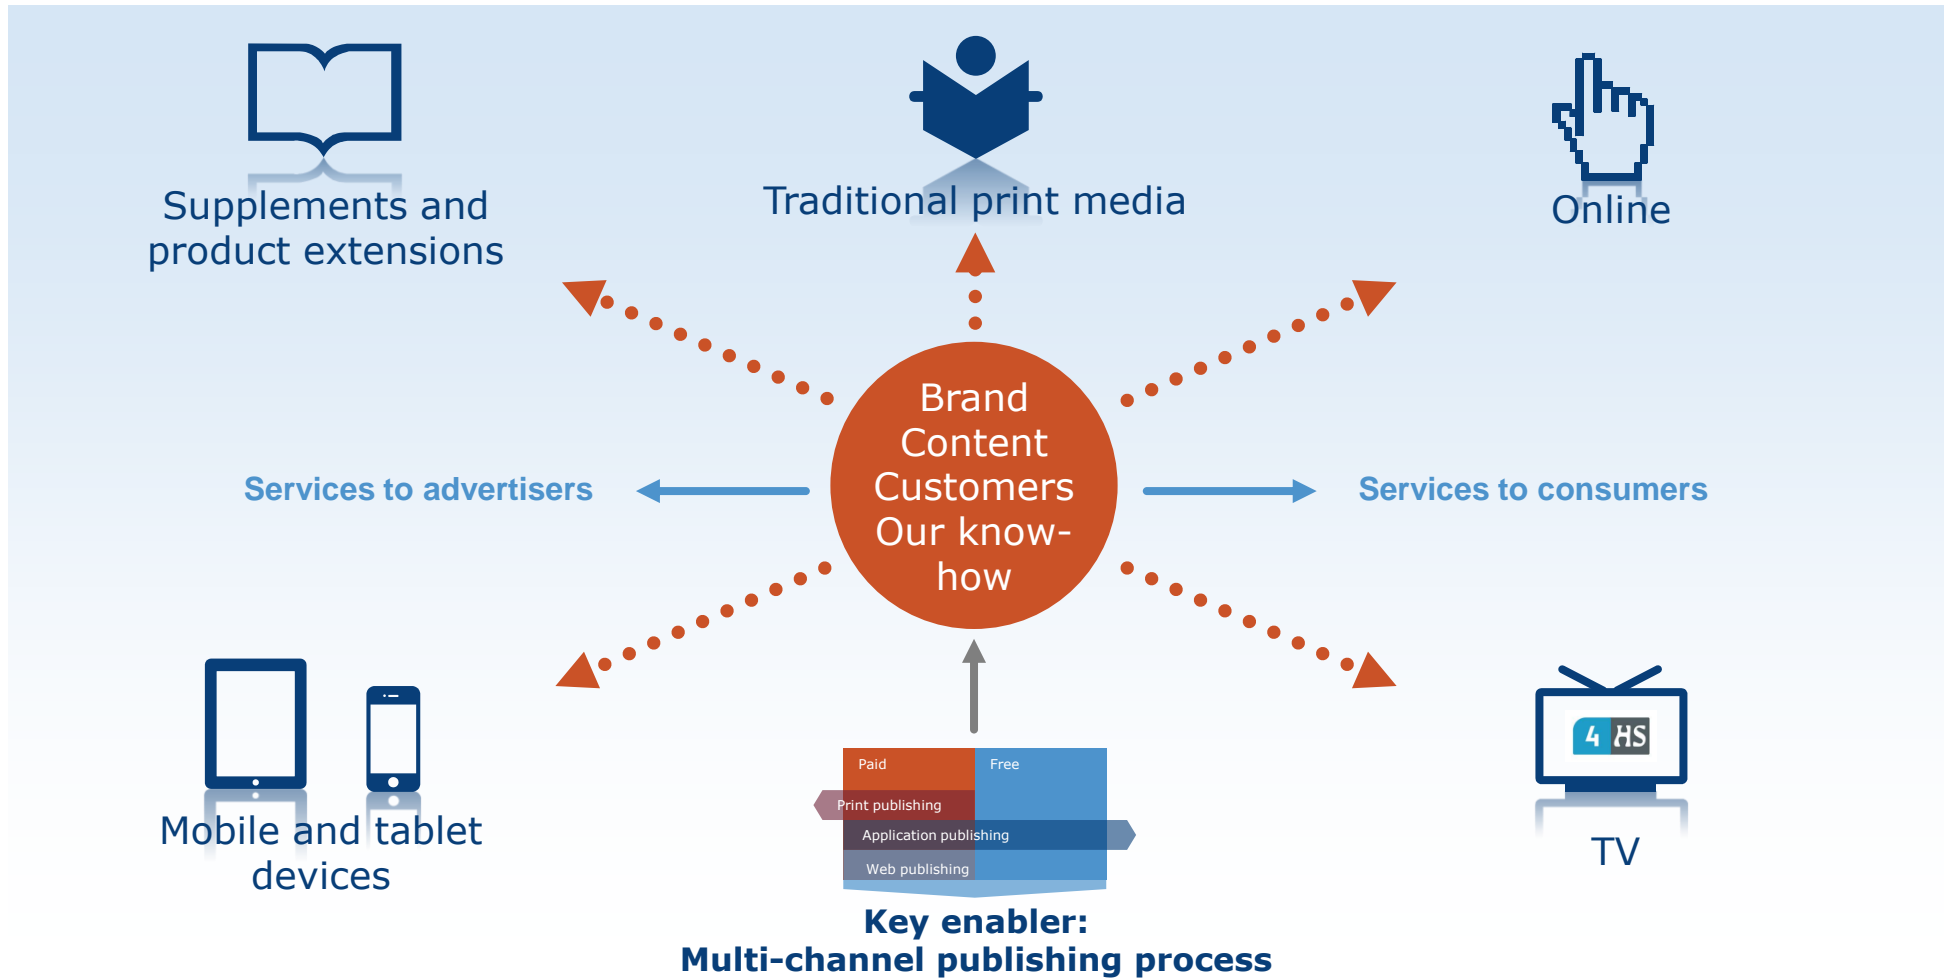 Supplements and
product extensions
Traditional print media
Online
Brand
Content
Customers
Our know-
how
Services to advertisers
Services to consumers
Mobile and tablet
devices
4 HS
TV
Paid
Free
Print publishing
Application publishing
Web publishing
Key enabler:
Multi-channel publishing process